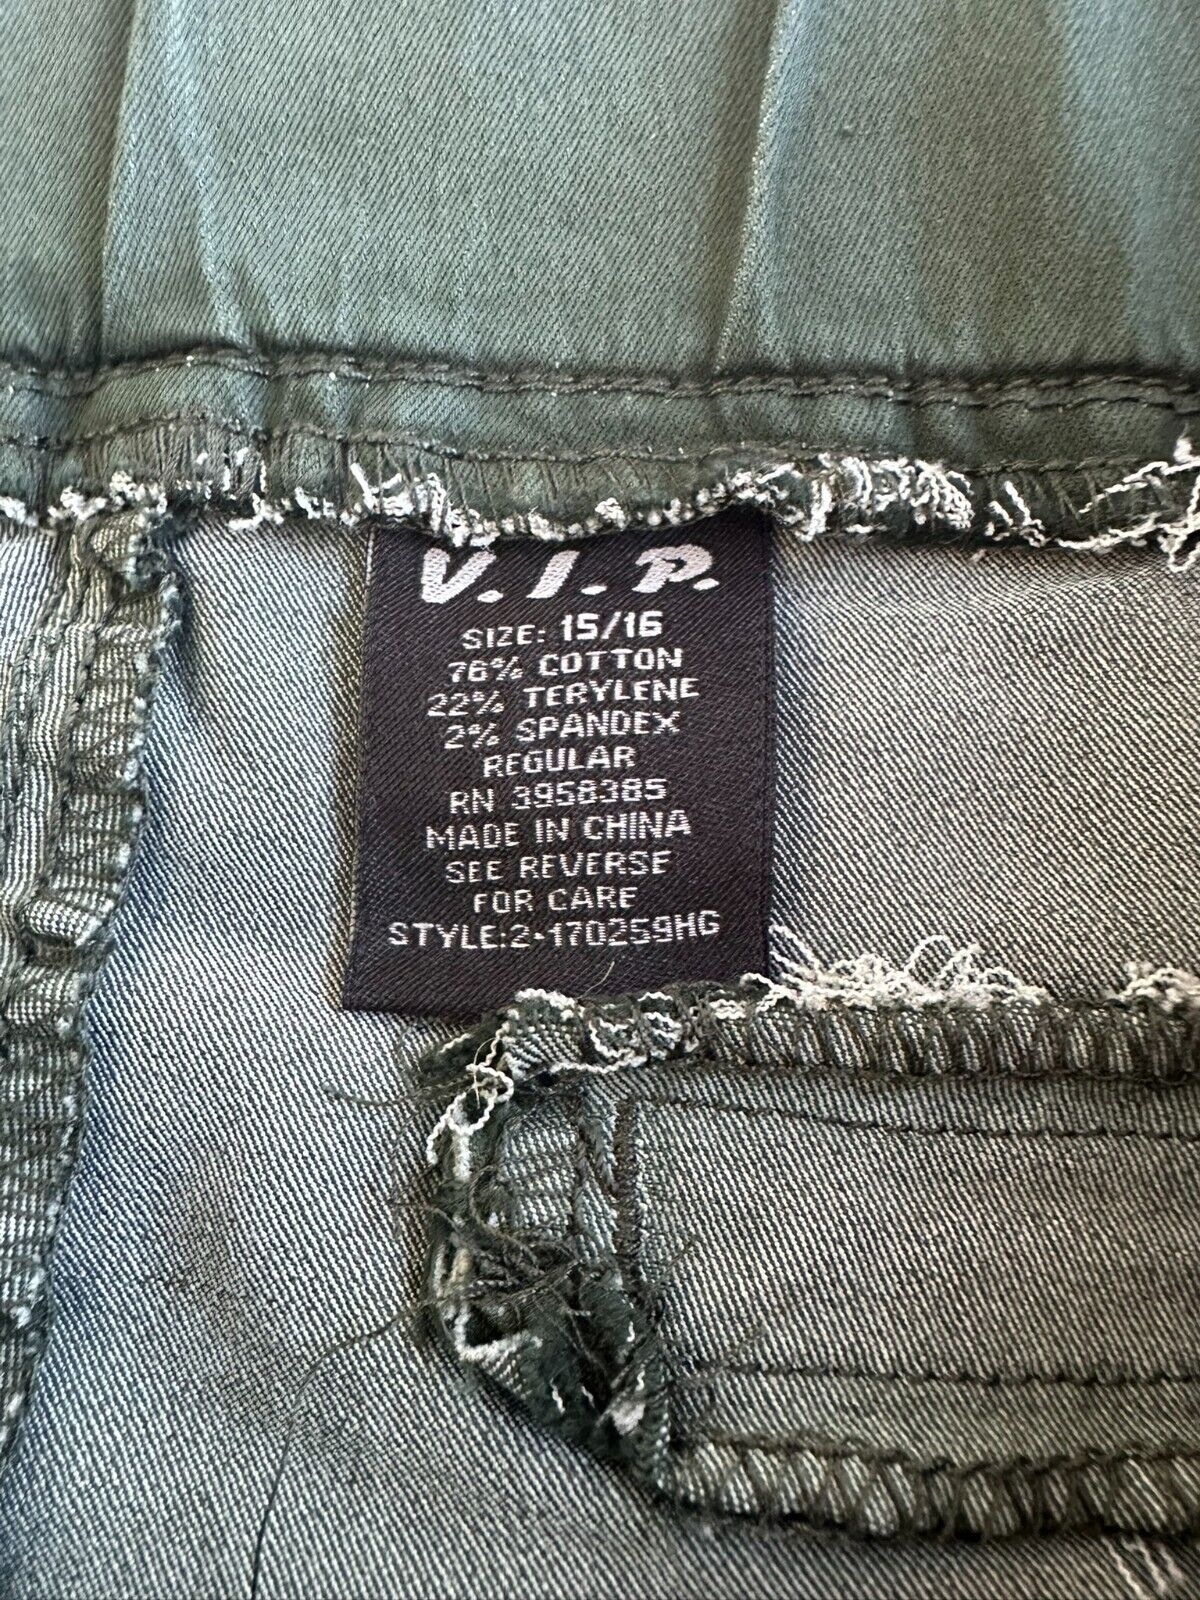 V.I.P.
SIZE: 15/16
76% COTTON
22% TERYLENE
2% SPANDEX
REGULAR
RN 3958385
MADE IN CHINA
SEE REVERSE
FOR CARE
STYLE:2-170259HG